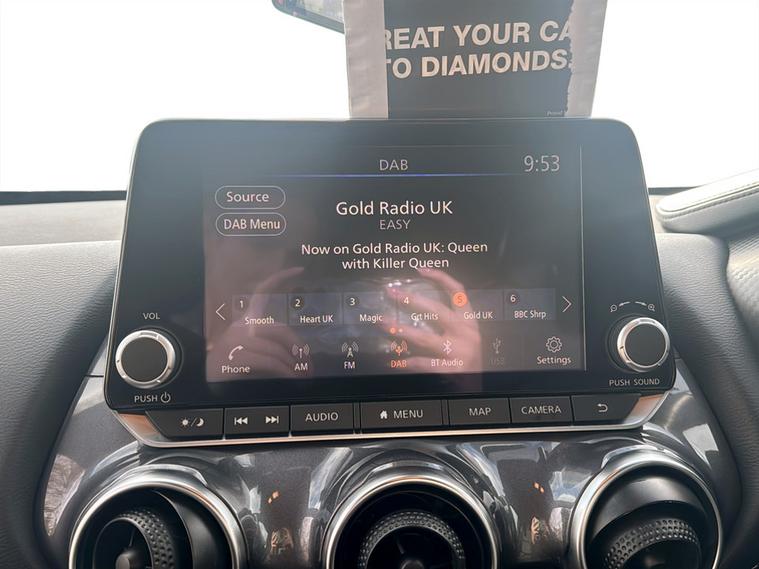 REAT YOUR CA
TO DIAMONDS.
DAB
9:53
Source
DAB Menu
Gold Radio UK
EASY
Now on Gold Radio UK: Queen
with Killer Queen
1 Smooth
2 Heart UK
3 Magic
4 Grt Hits
5 Gold UK
6 BBC Shrp
Phone
AM
FM
DAB
BT Audio
USB
Settings
VOL
PUSH
PUSH SOUND
AUDIO
MENU
MAP
CAMERA